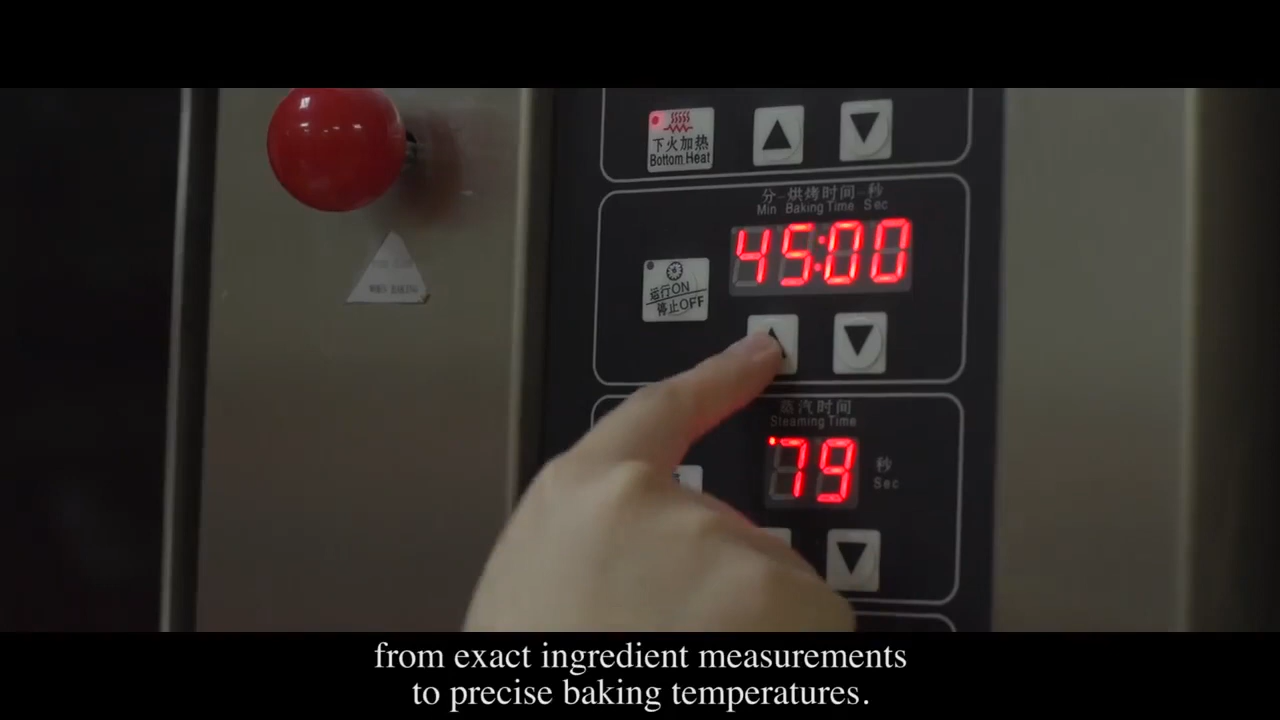 下火加热
Bottom Heat
分-烘烤时间-秒
Min Baking Time Sec
45:00
运行ON
停止OFF
蒸汽时间
Steaming Time
79
秒
Sec
from exact ingredient measurements
to precise baking temperatures.